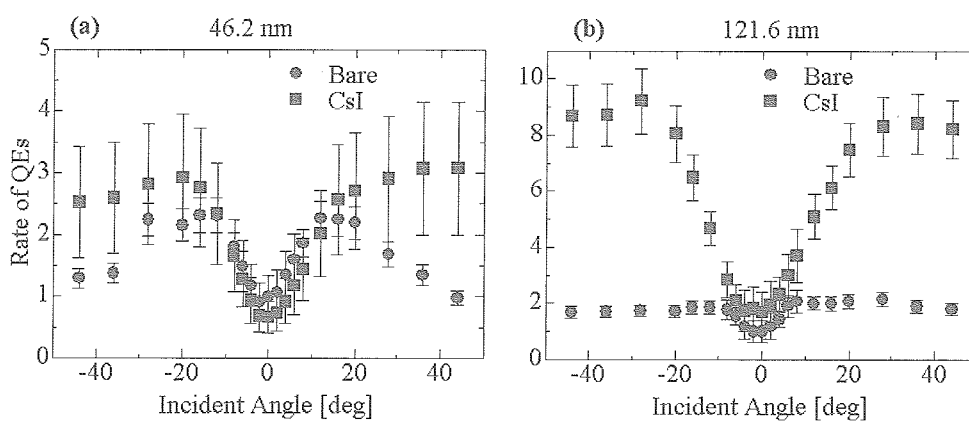 (a) 46.2 nm
Bare
CsI
Rate of QEs
5
4
3
2
1
0
-40 -20 0 20 40
Incident Angle [deg]
(b) 121.6 nm
Bare
CsI
10
8
6
4
2
0
-40 -20 0 20 40
Incident Angle [deg]